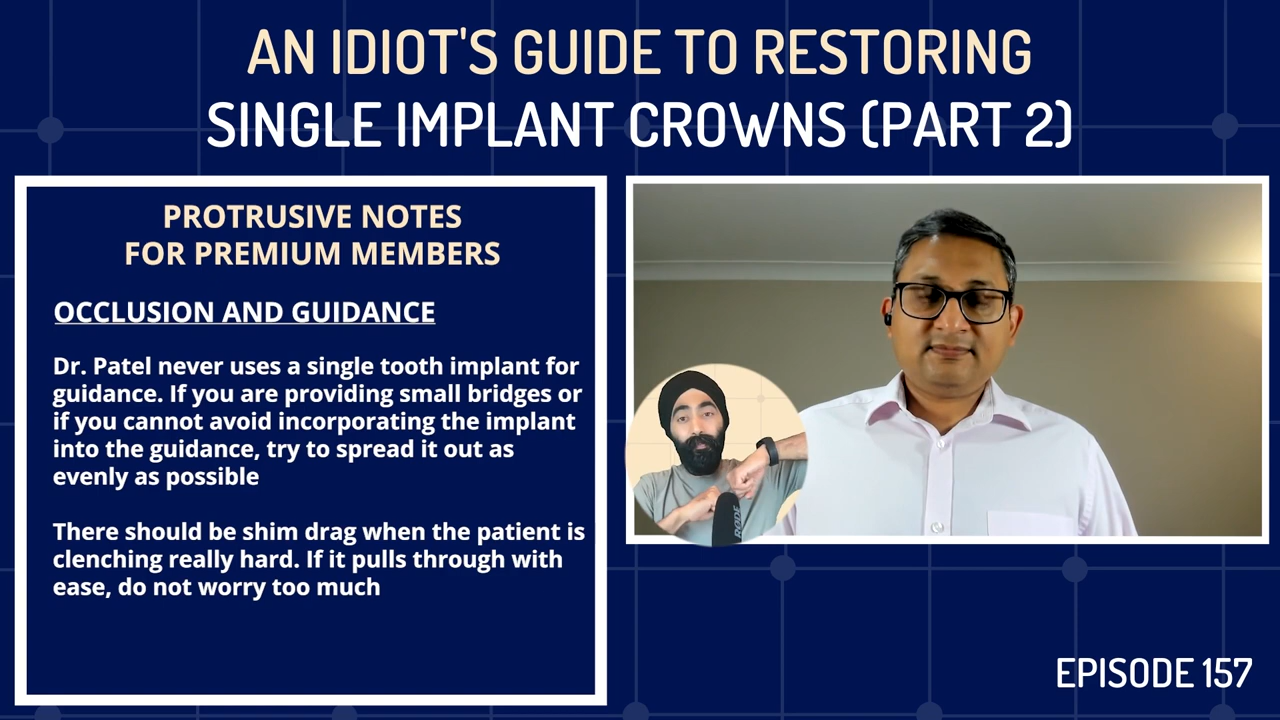 AN IDIOT'S GUIDE TO RESTORING
SINGLE IMPLANT CROWNS (PART 2)
PROTRUSIVE NOTES
FOR PREMIUM MEMBERS
OCCLUSION AND GUIDANCE
Dr. Patel never uses a single tooth implant for
guidance. If you are providing small bridges or
if you cannot avoid incorporating the implant
into the guidance, try to spread it out as
evenly as possible
There should be shim drag when the patient is
clenching really hard. If it pulls through with
ease, do not worry too much
RODE
EPISODE 157